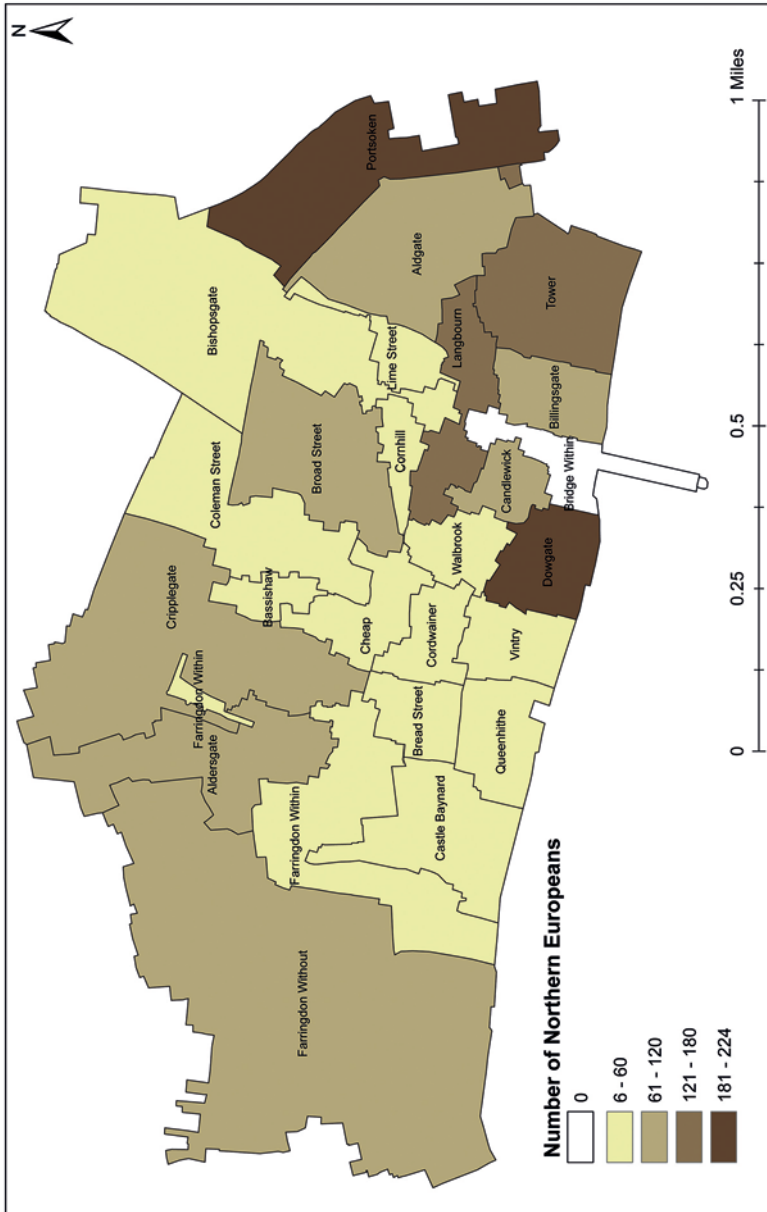 N
Portsoken
Bishopsgate
Aldgate
Tower
Lime Street
Langbourn
Billingsgate
Coleman Street
Broad Street
Cornhill
Candlewick
Bridge Within
Walbrook
Dowgate
Cripplegate
Bassishaw
Cheap
Cordwainer
Vintry
Farringdon Within
Aldersgate
Bread Street
Queenhithe
Farringdon Within
Castle Baynard
Farringdon Without
Number of Northern Europeans
0
6 - 60
61 - 120
121 - 180
181 - 224
0 0.25 0.5 1 Miles